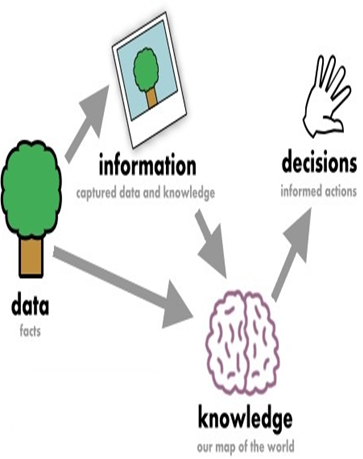 information
captured data and knowledge
decisions
informed actions
data
facts
knowledge
our map of the world